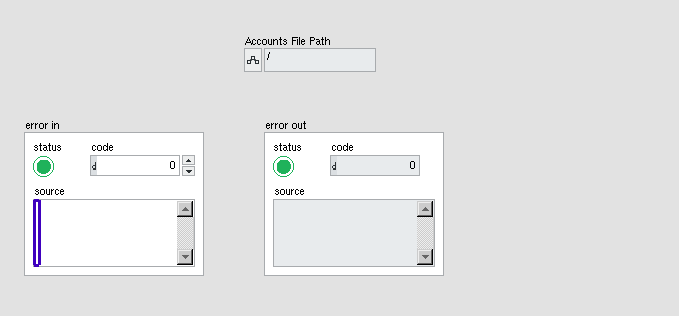 Accounts File Path
/
error in
error out
status
code
d
0
status
code
d
0
source
source